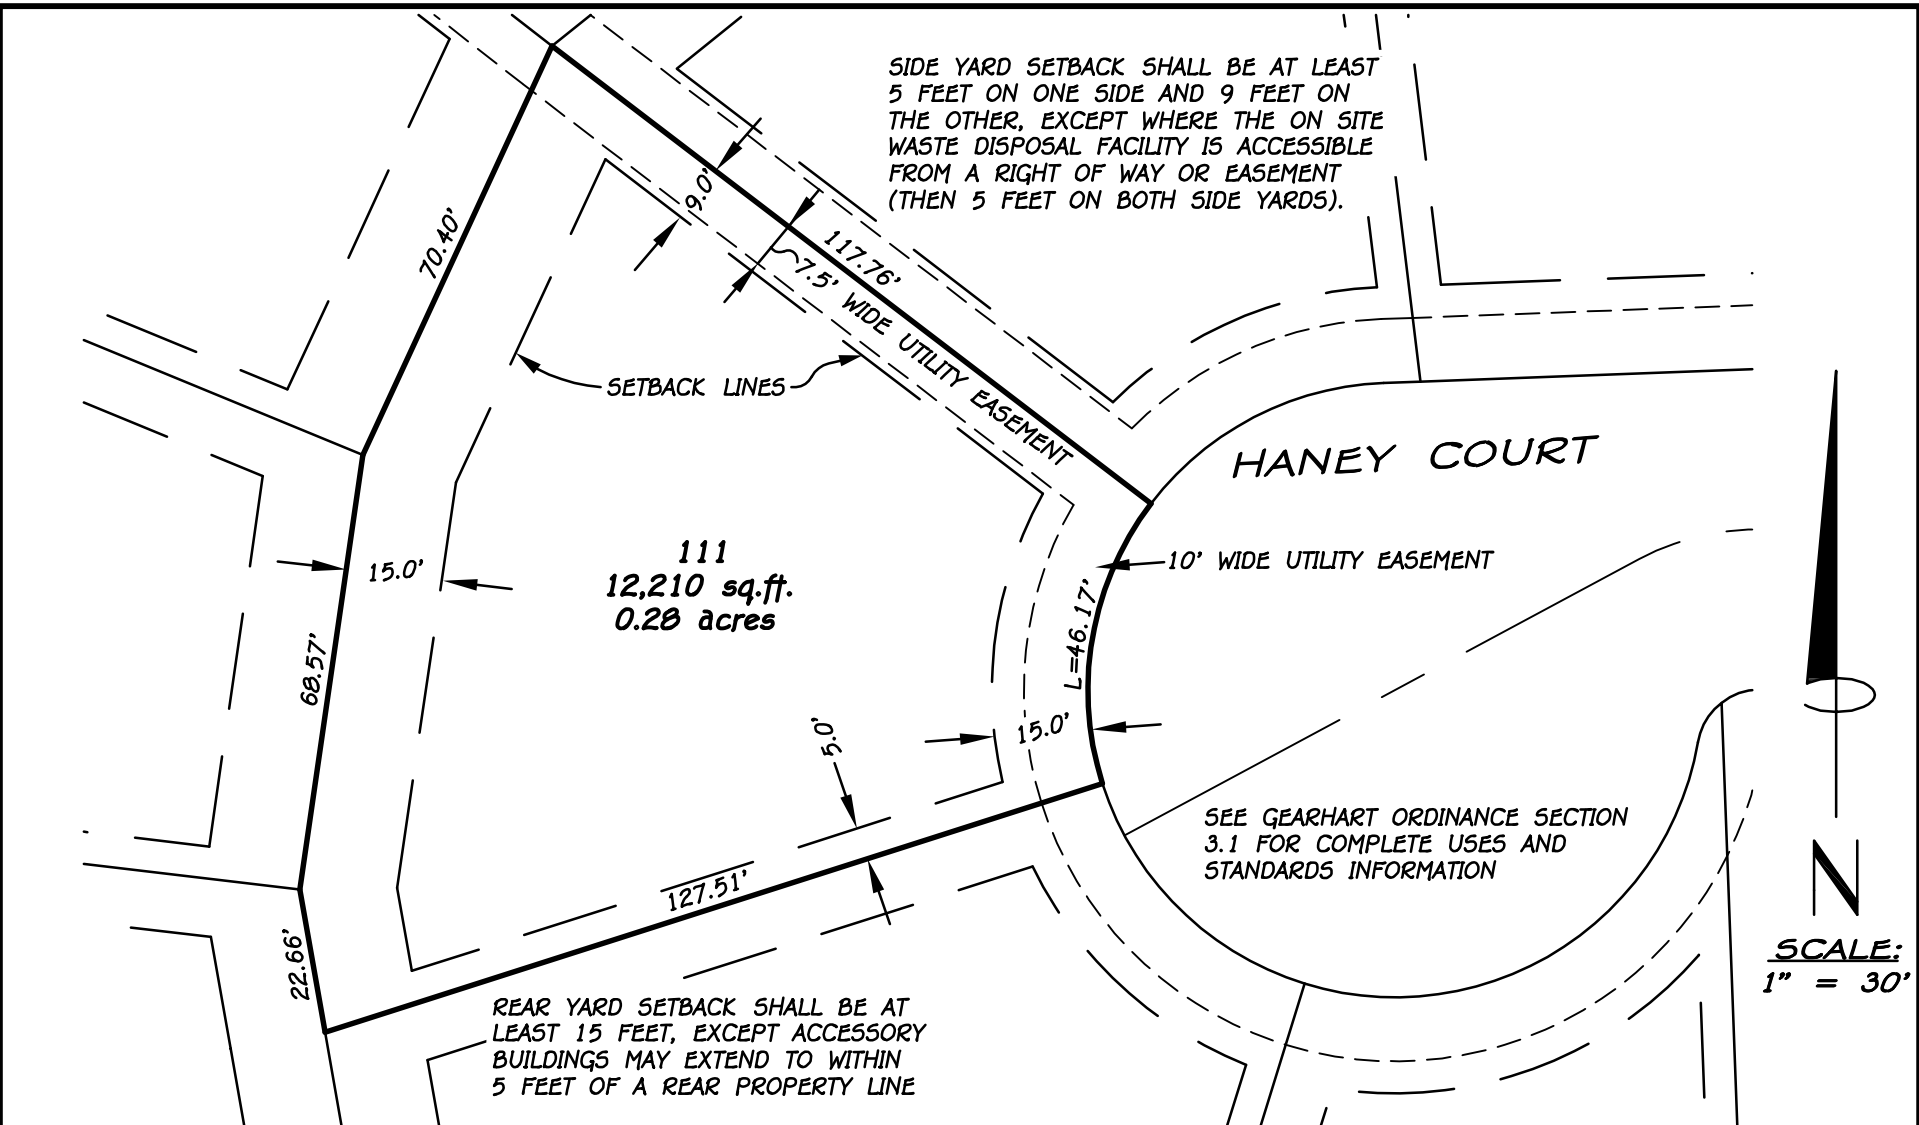 SIDE YARD SETBACK SHALL BE AT LEAST
5 FEET ON ONE SIDE AND 9 FEET ON
THE OTHER, EXCEPT WHERE THE ON SITE
WASTE DISPOSAL FACILITY IS ACCESSIBLE
FROM A RIGHT OF WAY OR EASEMENT
(THEN 5 FEET ON BOTH SIDE YARDS).
9.0'
70.40'
117.76'
7.5' WIDE UTILITY EASEMENT
SETBACK LINES
HANEY COURT
111
12,210 sq.ft.
0.28 acres
15.0'
10' WIDE UTILITY EASEMENT
L=46.17'
68.57'
5.0'
15.0'
SEE GEARHART ORDINANCE SECTION
3.1 FOR COMPLETE USES AND
STANDARDS INFORMATION
127.51'
22.66'
N
SCALE:
1" = 30'
REAR YARD SETBACK SHALL BE AT
LEAST 15 FEET, EXCEPT ACCESSORY
BUILDINGS MAY EXTEND TO WITHIN
5 FEET OF A REAR PROPERTY LINE